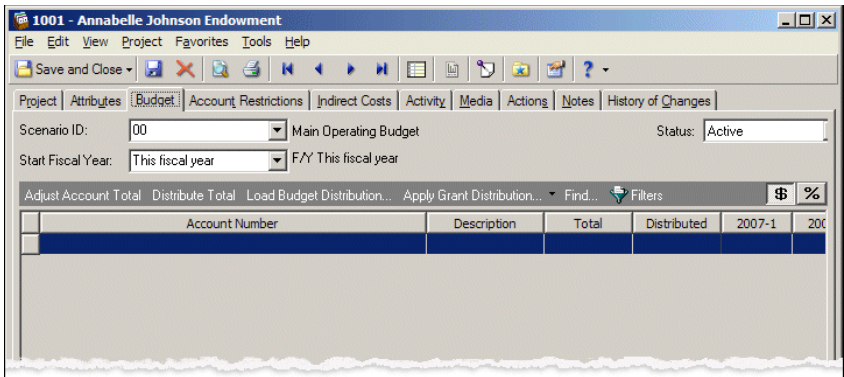 1001 - Annabelle Johnson Endowment
File Edit View Project Favorites Tools Help
Save and Close ?
Project Attributes Budget Account Restrictions Indirect Costs Activity Media Actions Notes History of Changes
Scenario ID: 00 Main Operating Budget Status: Active
Start Fiscal Year: This fiscal year F/Y This fiscal year
Adjust Account Total Distribute Total Load Budget Distribution... Apply Grant Distribution... Find... Filters $ %
Account Number Description Total Distributed 2007-1 200